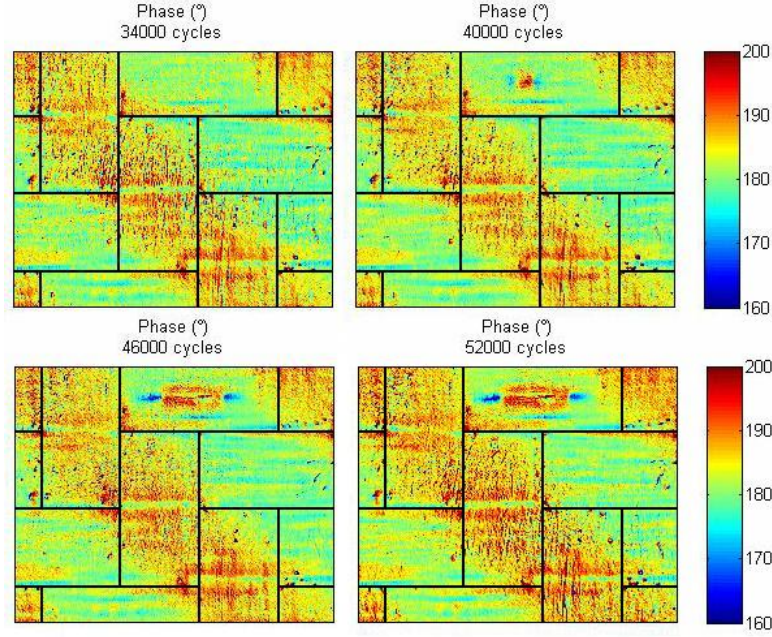 Phase (°)
34000 cycles
Phase (°)
40000 cycles
200
190
180
170
160
Phase (°)
46000 cycles
Phase (°)
52000 cycles
200
190
180
170
160